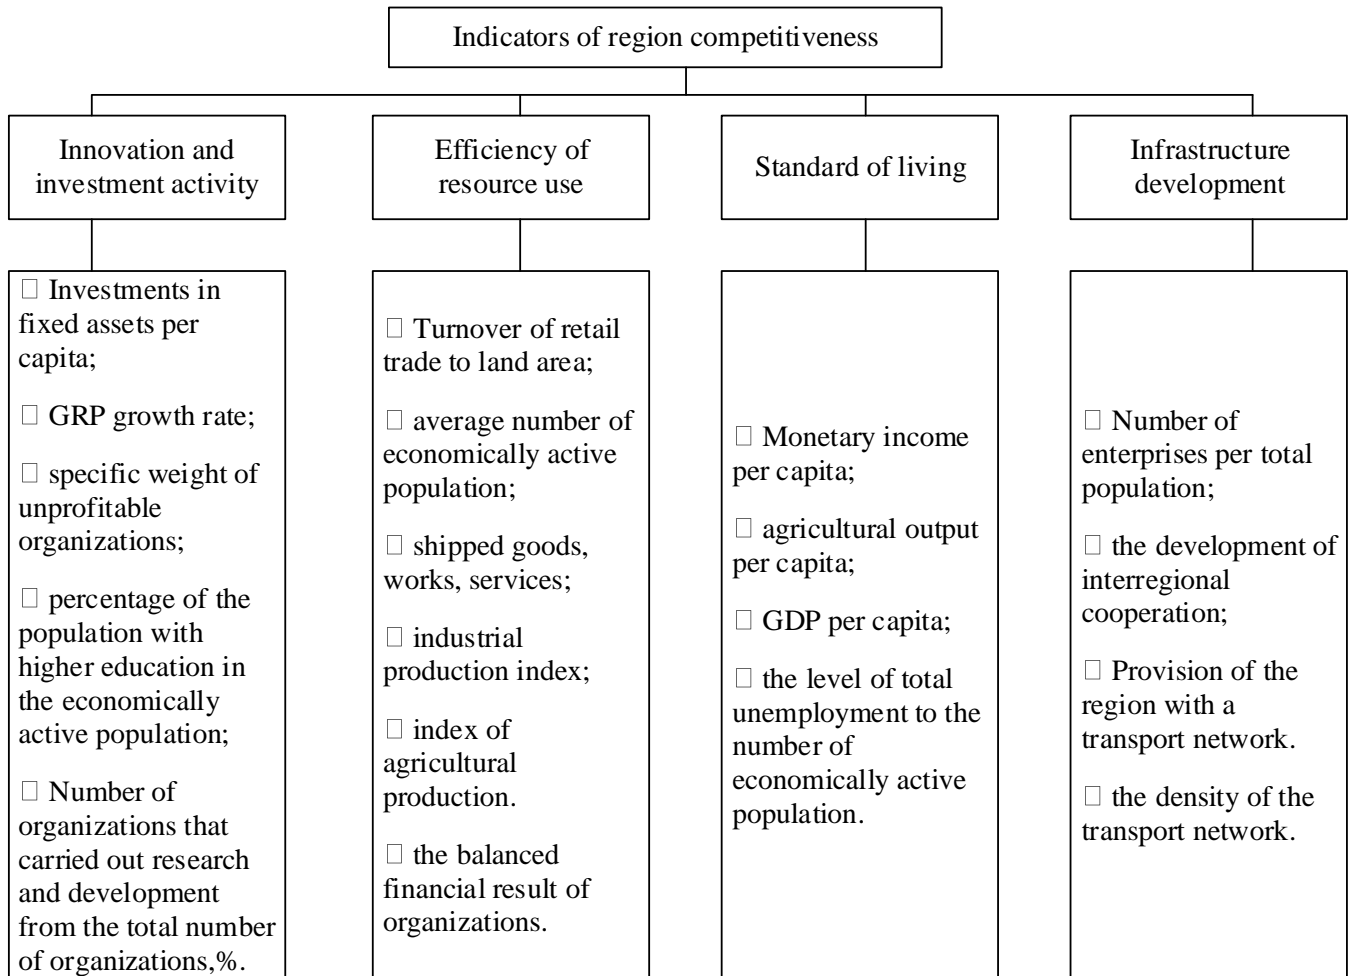 Indicators of region competitiveness
Innovation and
investment activity
Efficiency of
resource use
Standard of living
Infrastructure
development
□ Investments in
fixed assets per
capita;
□ GRP growth rate;
□ specific weight of
unprofitable
organizations;
□ percentage of the
population with
higher education in
the economically
active population;
□ Number of
organizations that
carried out research
and development
from the total number
of organizations,%.
□ Turnover of retail
trade to land area;
□ average number of
economically active
population;
□ shipped goods,
works, services;
□ industrial
production index;
□ index of
agricultural
production.
□ the balanced
financial result of
organizations.
□ Monetary income
per capita;
□ agricultural output
per capita;
□ GDP per capita;
□ the level of total
unemployment to the
number of
economically active
population.
□ Number of
enterprises per total
population;
□ the development of
interregional
cooperation;
□ Provision of the
region with a
transport network.
□ the density of the
transport network.